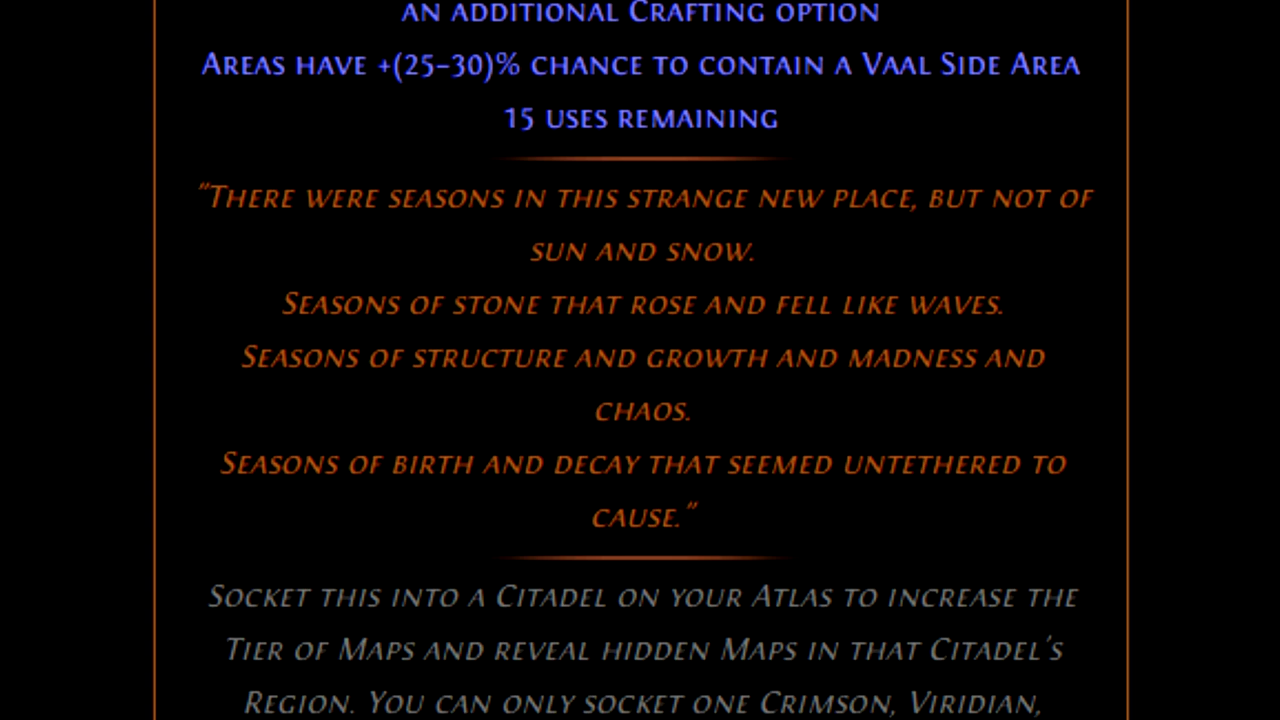 an additional Crafting option
Areas have +(25–30)% chance to contain a Vaal Side Area
15 uses remaining
"There were seasons in this strange new place, but not of
sun and snow.
Seasons of stone that rose and fell like waves.
Seasons of structure and growth and madness and
chaos.
Seasons of birth and decay that seemed untethered to
cause."
Socket this into a Citadel on your Atlas to increase the
Tier of Maps and reveal hidden Maps in that Citadel's
Region. You can only socket one Crimson, Viridian,